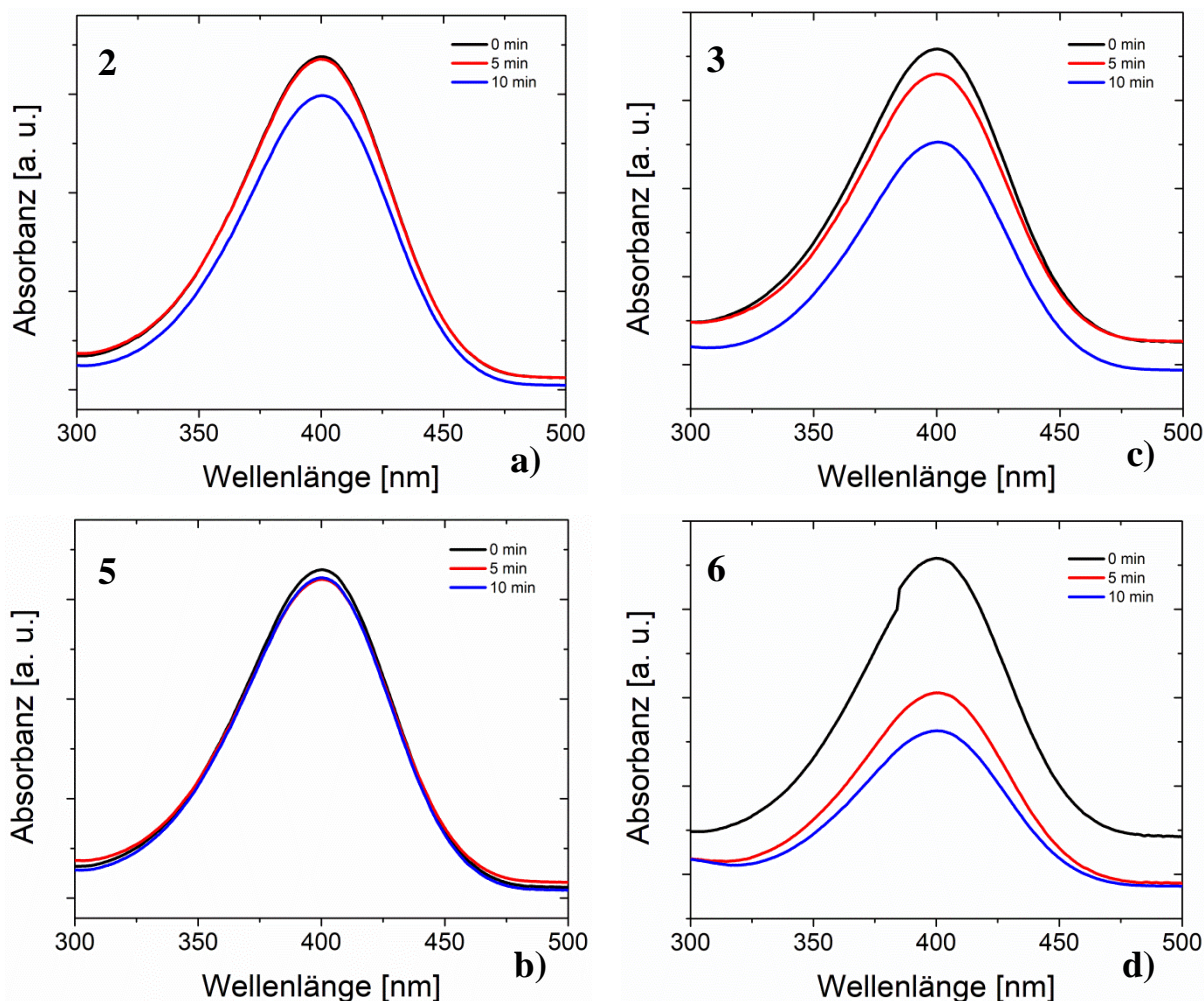 2
0 min
5 min
10 min
Absorbanz [a. u.]
300 350 400 450 500
Wellenlänge [nm]
a)
3
0 min
5 min
10 min
Absorbanz [a. u.]
300 350 400 450 500
Wellenlänge [nm]
c)
5
0 min
5 min
10 min
Absorbanz [a. u.]
300 350 400 450 500
Wellenlänge [nm]
b)
6
0 min
5 min
10 min
Absorbanz [a. u.]
300 350 400 450 500
Wellenlänge [nm]
d)